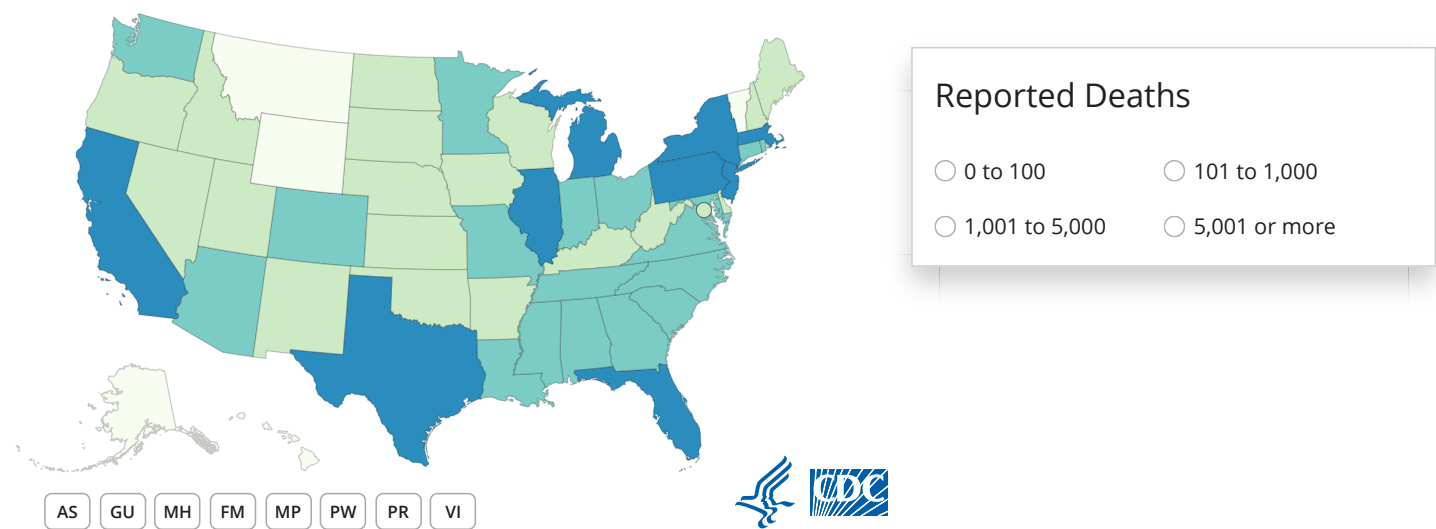 Reported Deaths
0 to 100
101 to 1,000
1,001 to 5,000
5,001 or more
AS GU MH FM MP PW PR VI
CDC